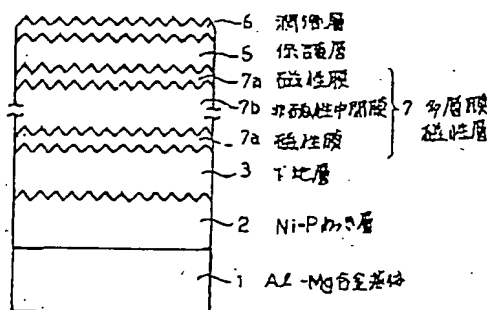 6 潤滑層
5 保護層
7a 磁性膜
7b 非磁性中間膜
7a 磁性膜
7 多層膜
磁性層
3 下地層
2 Ni-Pめっき層
1 Al-Mg合金基体